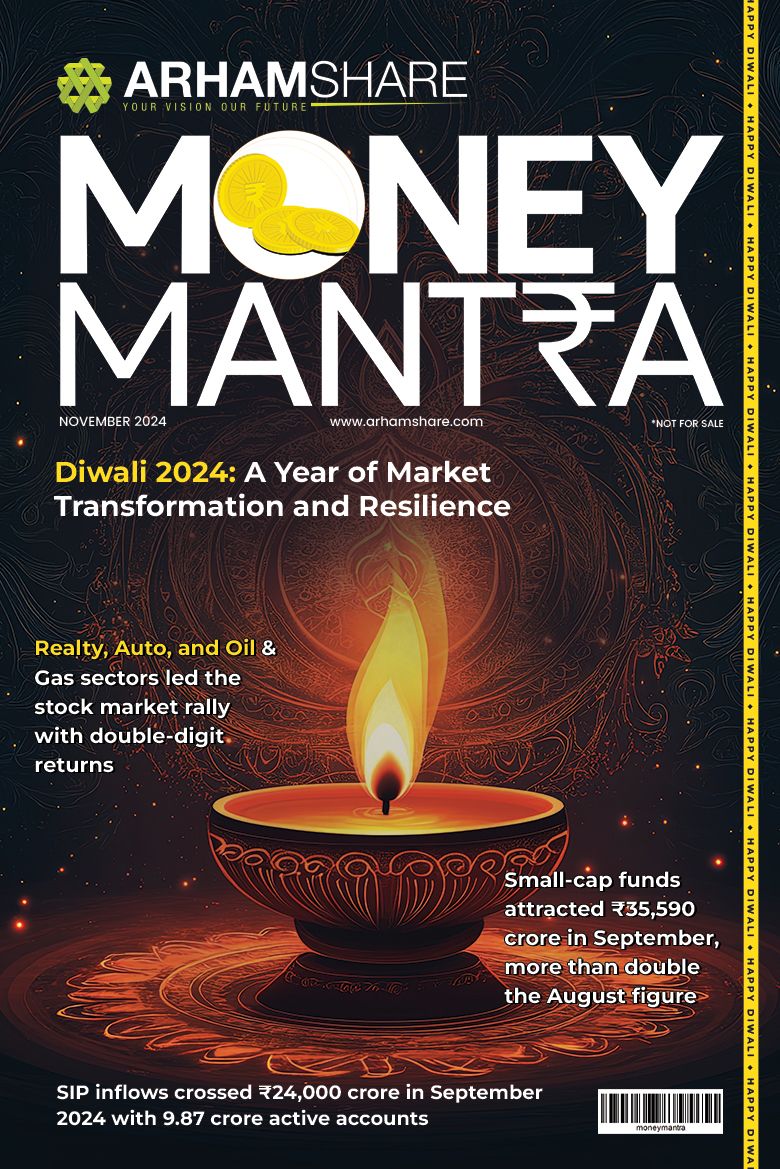 ARHAMSHARE
YOUR VISION OUR FUTURE
MONEY
MANT₹A
NOVEMBER 2024
www.arhamshare.com
*NOT FOR SALE
Diwali 2024: A Year of Market
Transformation and Resilience
Realty, Auto, and Oil &
Gas sectors led the
stock market rally
with double-digit
returns
Small-cap funds
attracted ₹35,590
crore in September,
more than double
the August figure
SIP inflows crossed ₹24,000 crore in September
2024 with 9.87 crore active accounts
moneymantra
HAPPY DIWALI ✦ HAPPY DIWALI ✦ HAPPY DIWALI ✦ HAPPY DIWALI ✦ HAPPY DIWALI ✦ HAPPY DIWALI ✦ HAPPY DIWALI ✦ HAPPY DIWALI ✦ HAPPY DIWALI ✦ HAPPY DIWALI